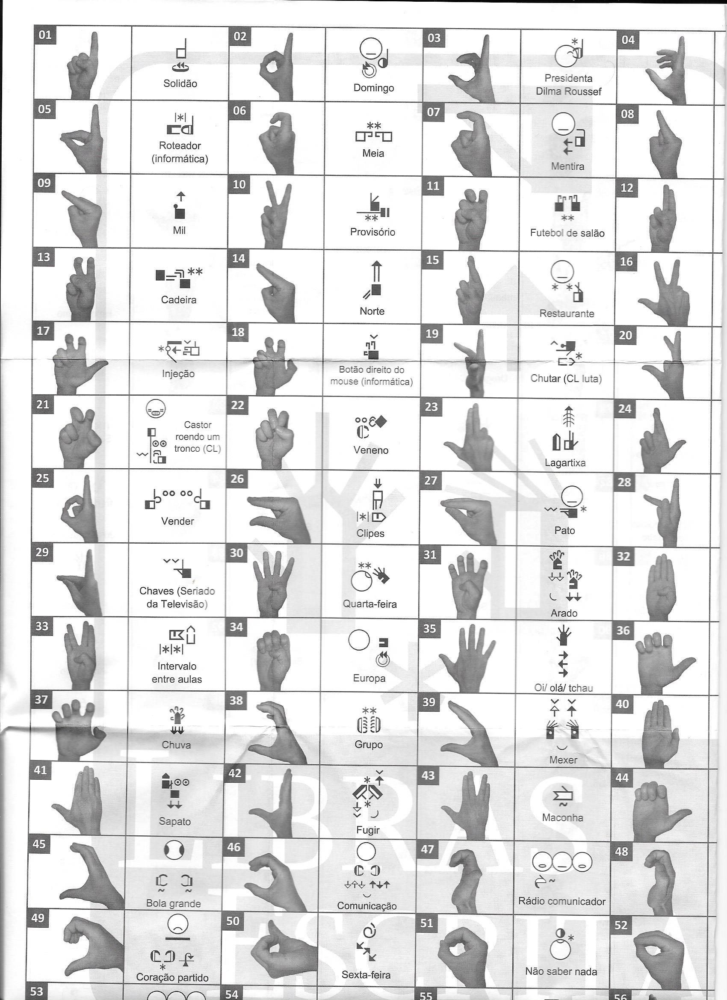 01
Solidão
02
Domingo
03
Presidenta
Dilma Roussef
04
05
Roteador
(informática)
06
Meia
07
Mentira
08
09
Mil
10
Provisório
11
Futebol de salão
12
13
Cadeira
14
Norte
15
Restaurante
16
17
Injeção
18
Botão direito do
mouse (informática)
19
Chutar (CL luta)
20
21
Castor
roendo um
tronco (CL)
22
Veneno
23
Lagartixa
24
25
Vender
26
Clipes
27
Pato
28
29
Chaves (Seriado
da Televisão)
30
Quarta-feira
31
Arado
32
33
Intervalo
entre aulas
34
Europa
35
Oi/ olá/ tchau
36
37
Chuva
38
Grupo
39
Mexer
40
41
Sapato
42
Fugir
43
Maconha
44
45
Bola grande
46
Comunicação
47
Rádio comunicador
48
49
Coração partido
50
Sexta-feira
51
Não saber nada
52
53
54
55
56
LIBRAS
ESCRITA